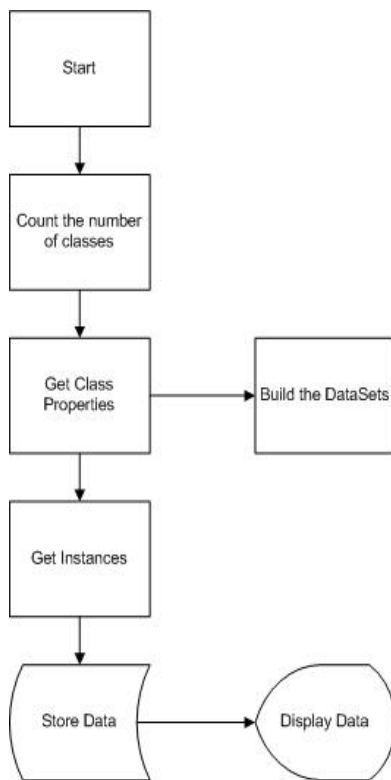 Start
Count the number
of classes
Get Class
Properties
Build the DataSets
Get Instances
Store Data
Display Data